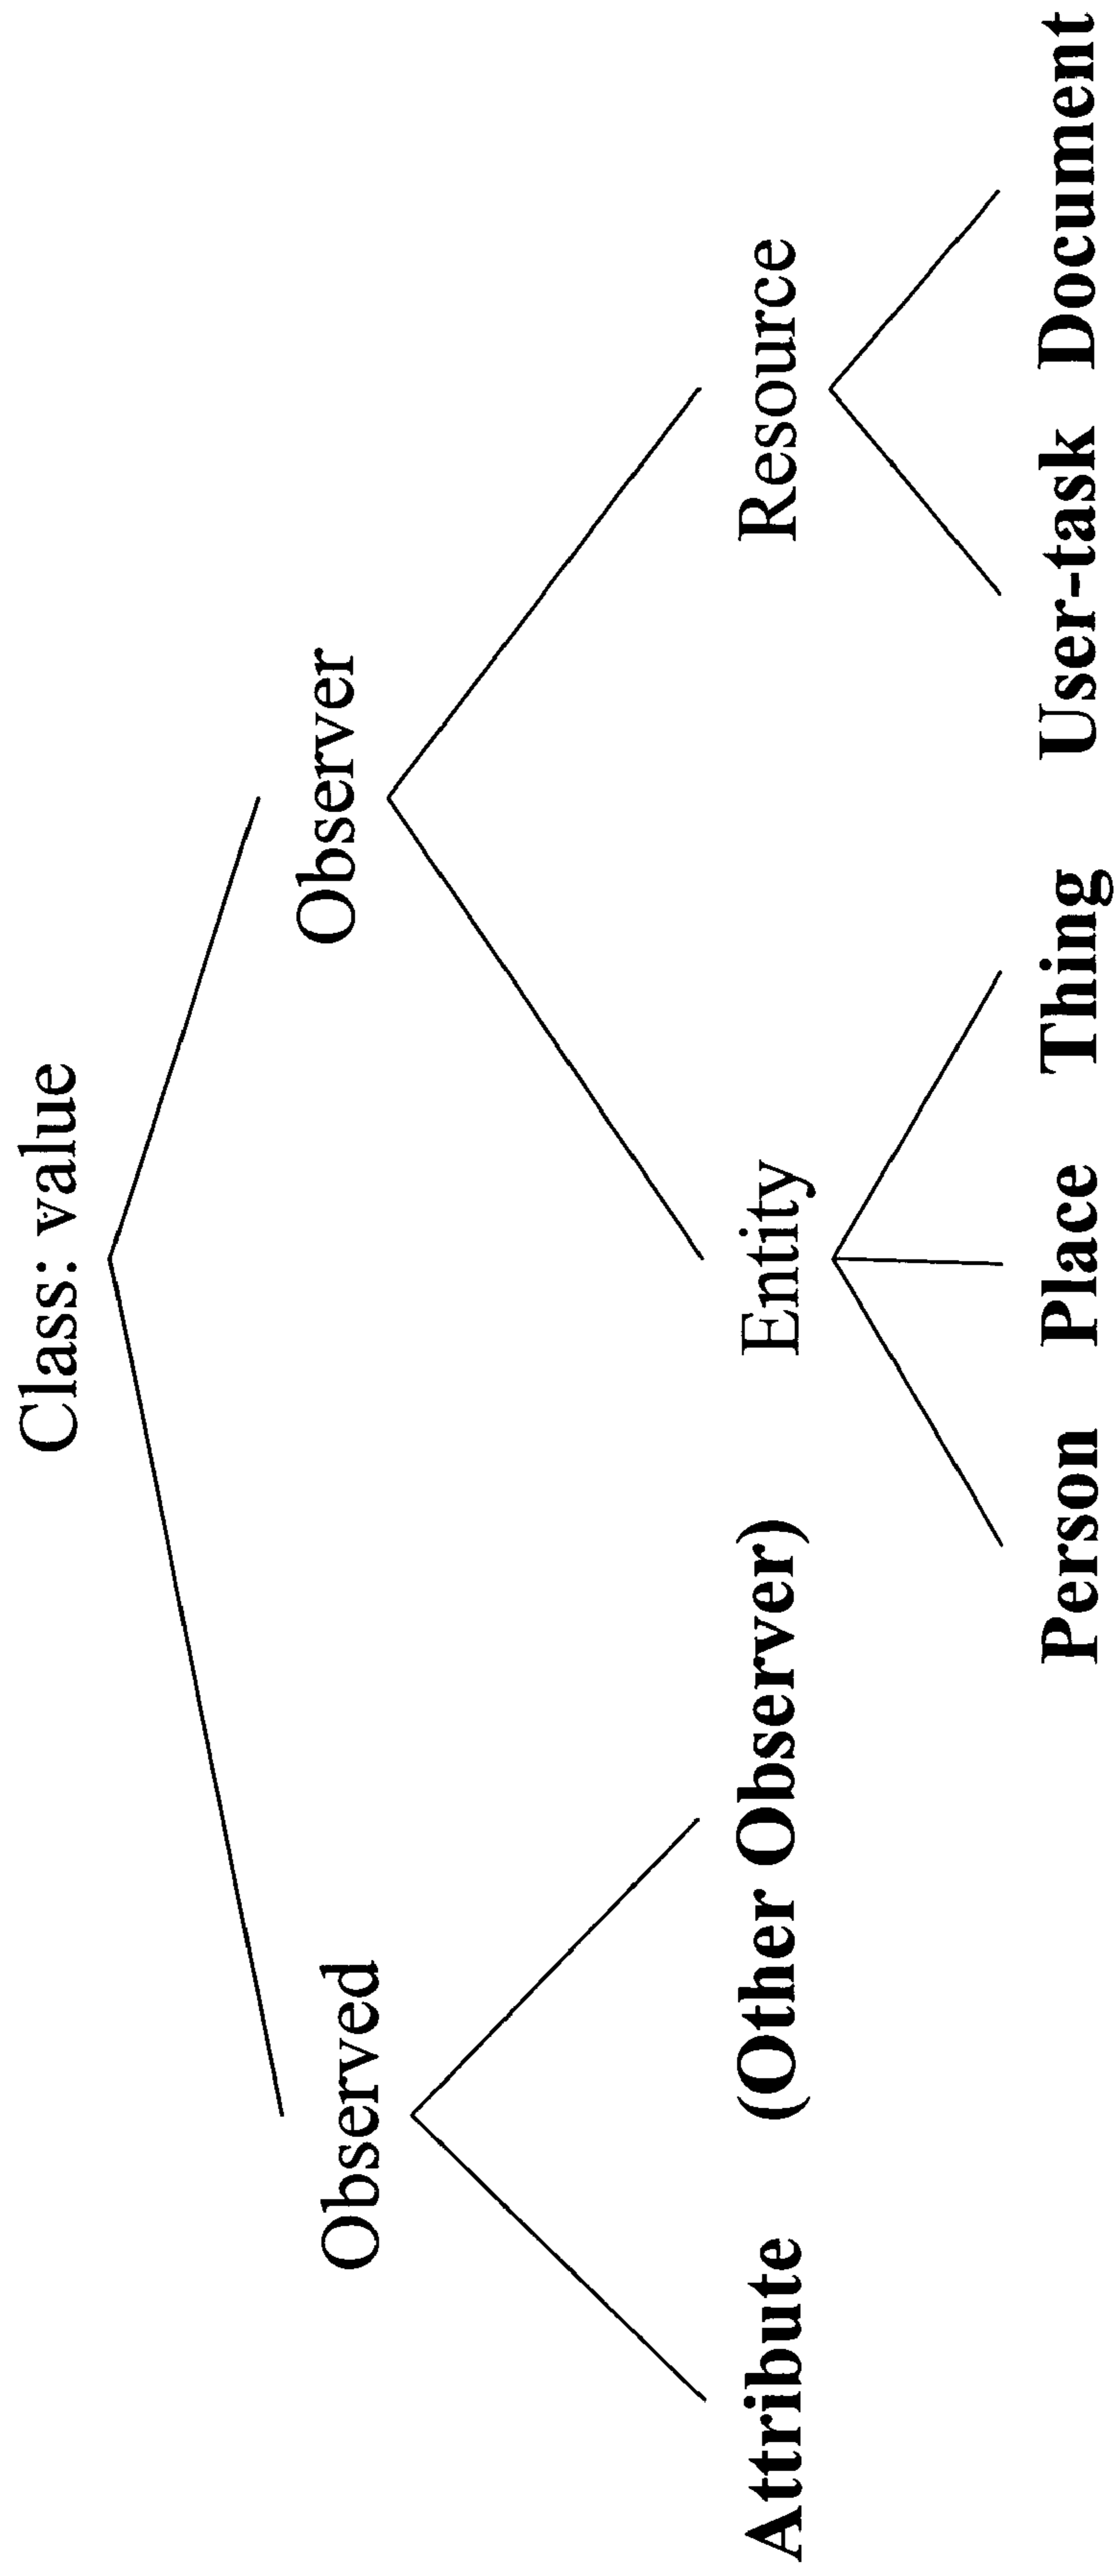 Class: value
Observed
Observer
Attribute
(Other Observer)
Entity
Resource
Person
Place
Thing
User-task
Document